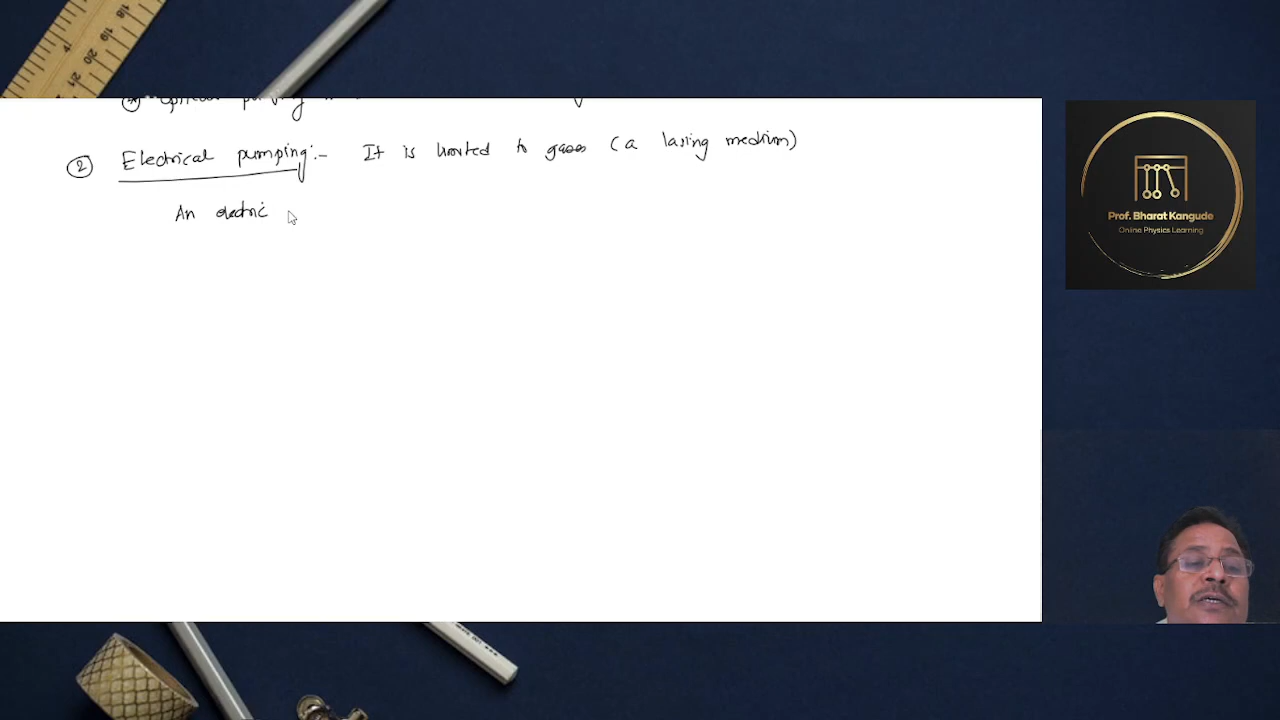 ② Electrical pumping:- It is limited to gases (a lasing medium)
An electric
Prof. Bharat Kangude
Online Physics Learning